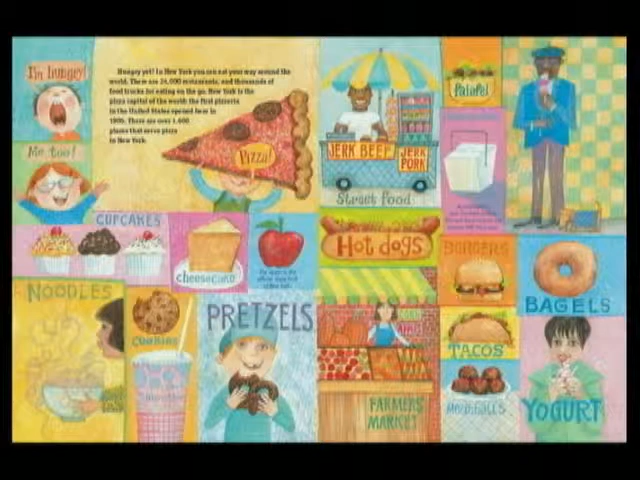 I'm hungry!
Me, too!
Hungry yet? In New York you can eat your way around the
world. There are 24,000 restaurants, and thousands of
food trucks for eating on the go. New York is the
pizza capital of the world: the first pizzeria
in the United States opened here in
1905. There are over 1,600
places that serve pizza
in New York.
Pizza!
JERK BEEF
JERK
PORK
Street food
Falafel
CUPCAKES
cheesecake
Hot dogs
BURGERS
BAGELS
NOODLES
COOKIES
PRETZELS
FARMERS
MARKET
TACOS
MEATBALLS
YOGURT